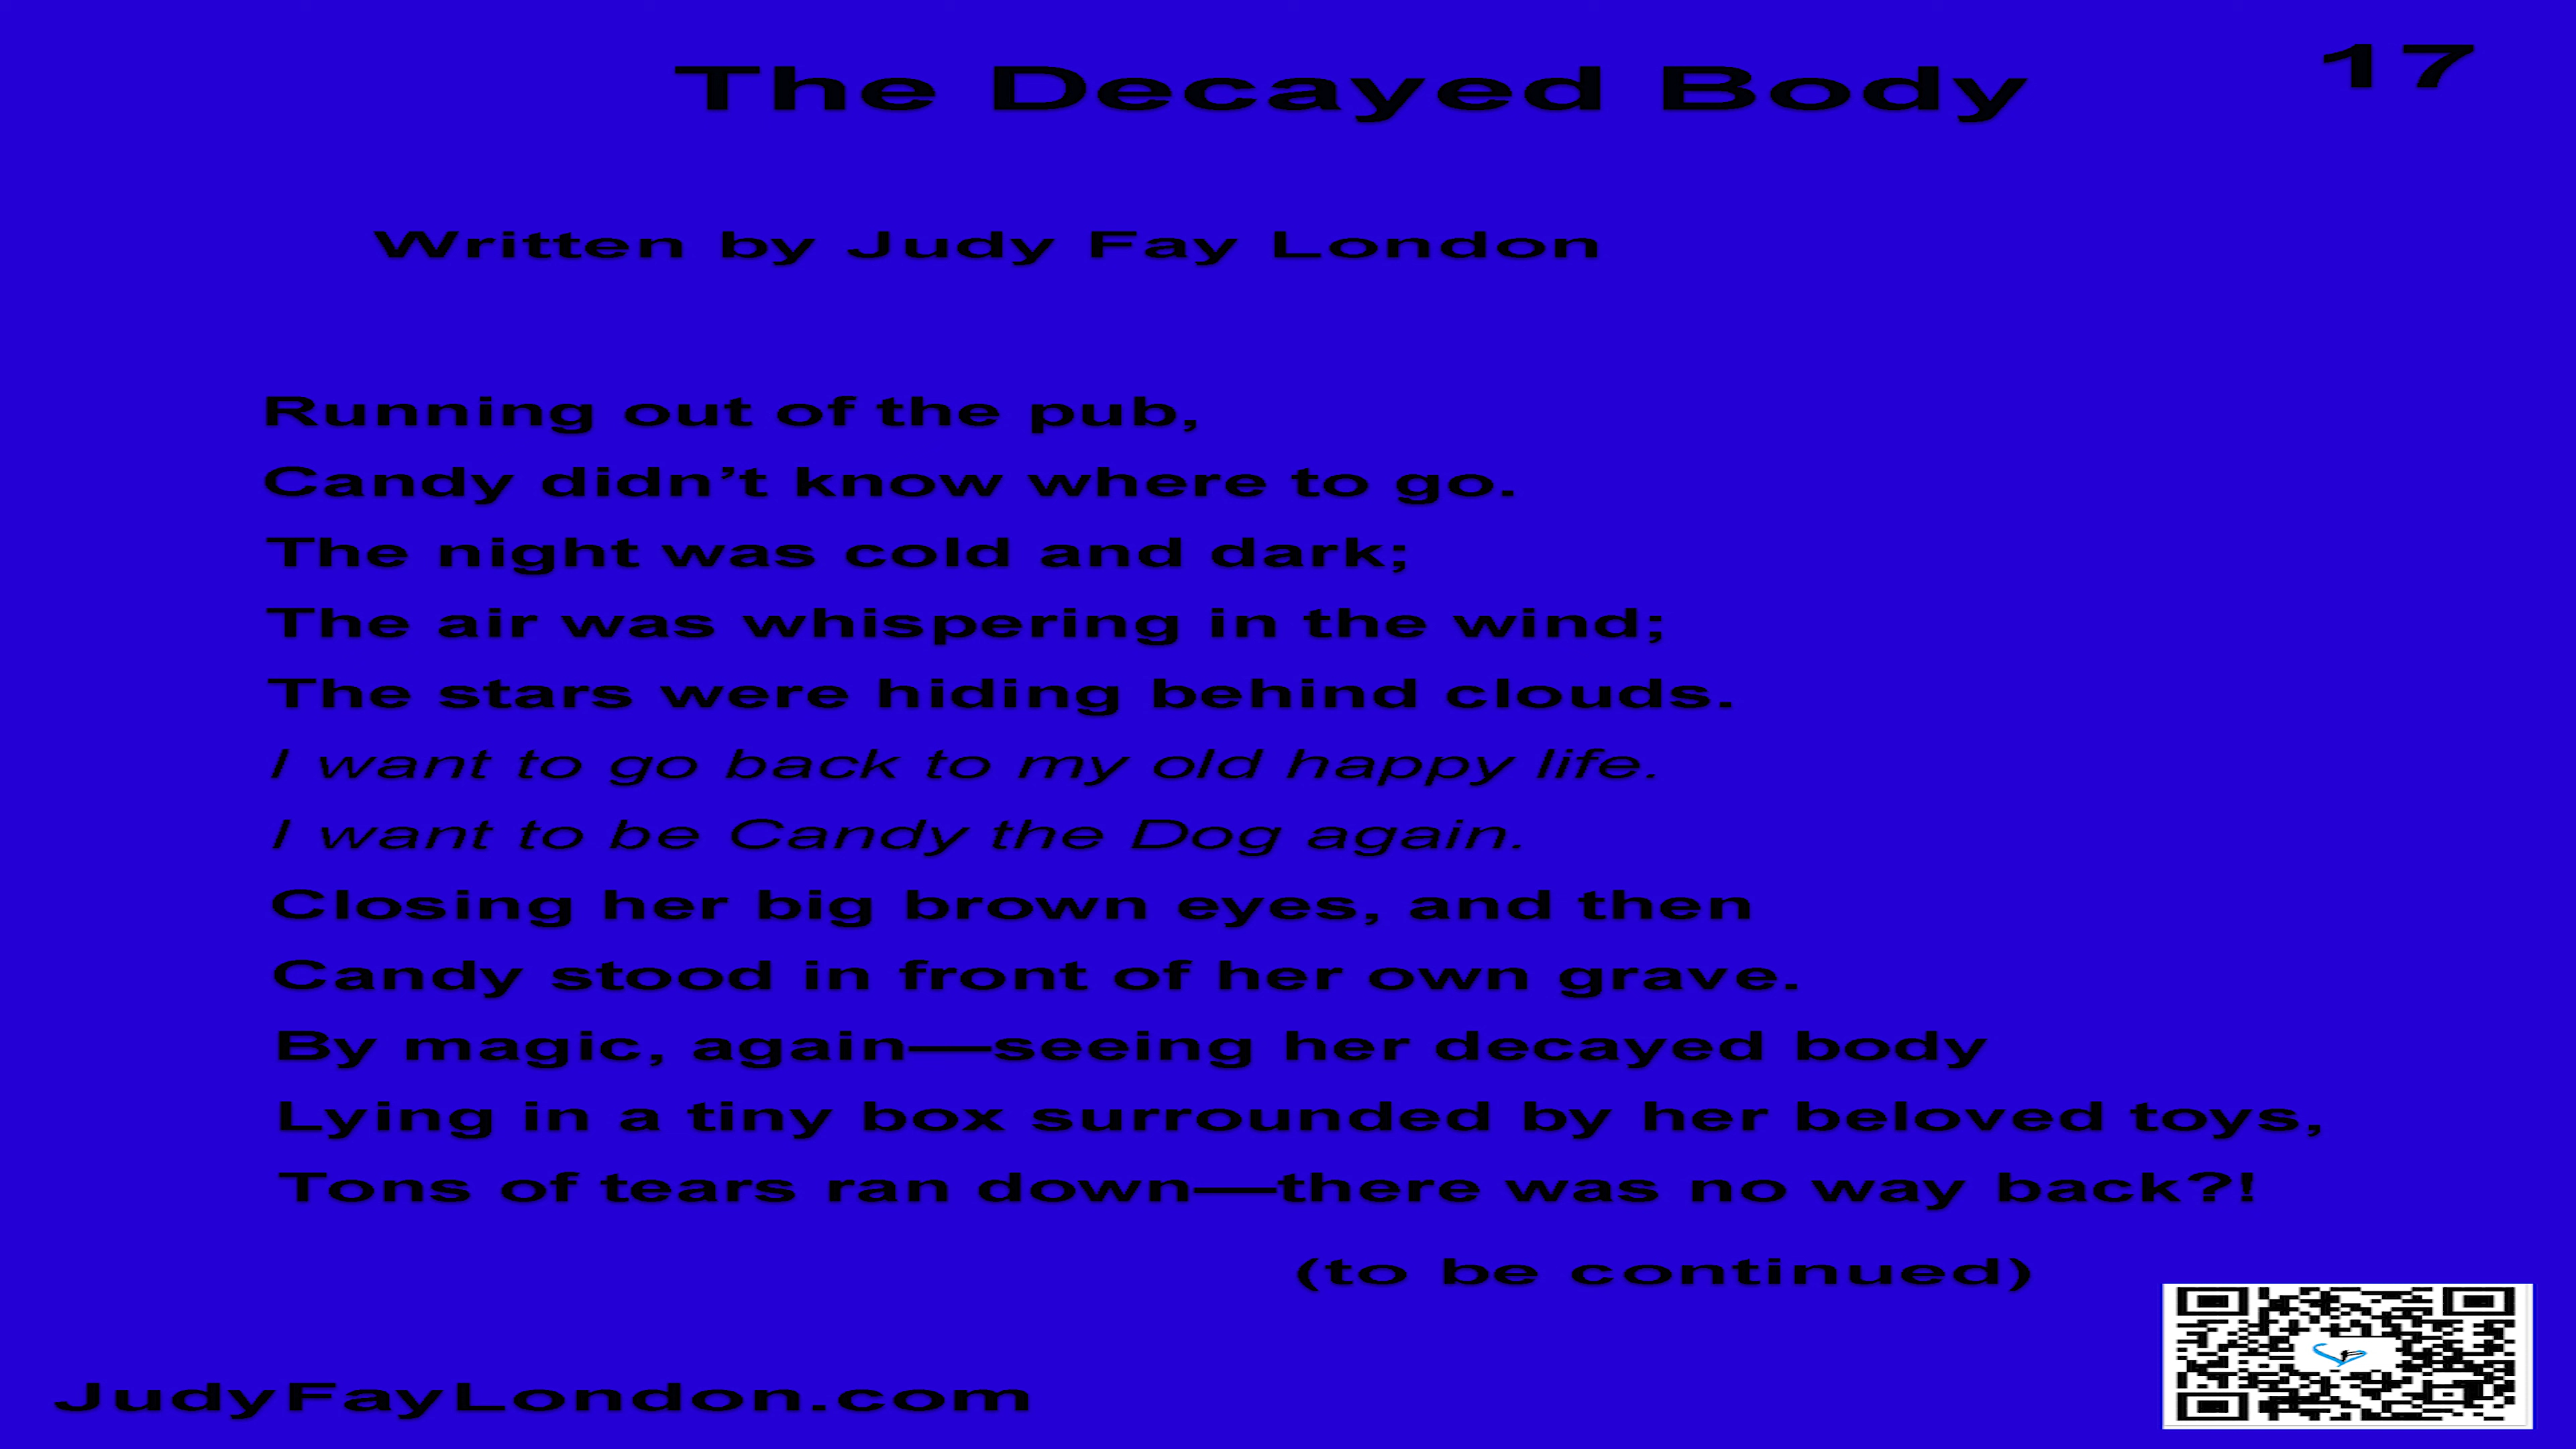 The Decayed Body
17
Written by Judy Fay London
Running out of the pub,
Candy didn’t know where to go.
The night was cold and dark;
The air was whispering in the wind;
The stars were hiding behind clouds.
I want to go back to my old happy life.
I want to be Candy the Dog again.
Closing her big brown eyes, and then
Candy stood in front of her own grave.
By magic, again—seeing her decayed body
Lying in a tiny box surrounded by her beloved toys,
Tons of tears ran down—there was no way back?!
(to be continued)
JudyFayLondon.com